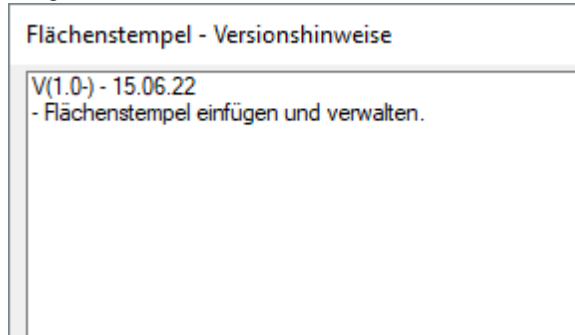 Flächenstempel - Versionshinweise
V(1.0-) - 15.06.22
- Flächenstempel einfügen und verwalten.